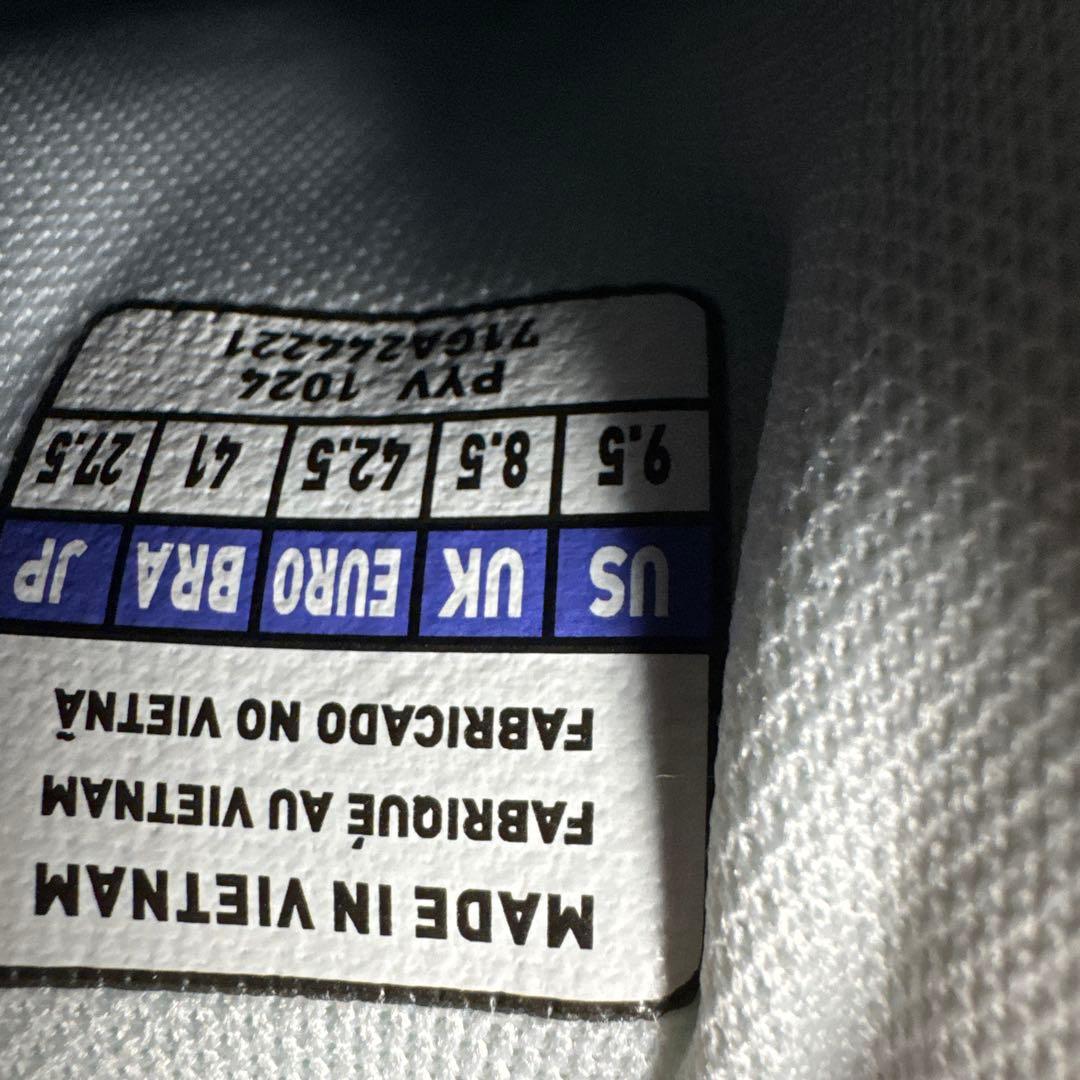 MADE IN VIETNAM
FABRIQUÉ AU VIETNAM
FABRICADO NO VIETNÃ
US UK EURO BRA JP
9.5 8.5 42.5 41 27.5
PYV 1024
71GA244221